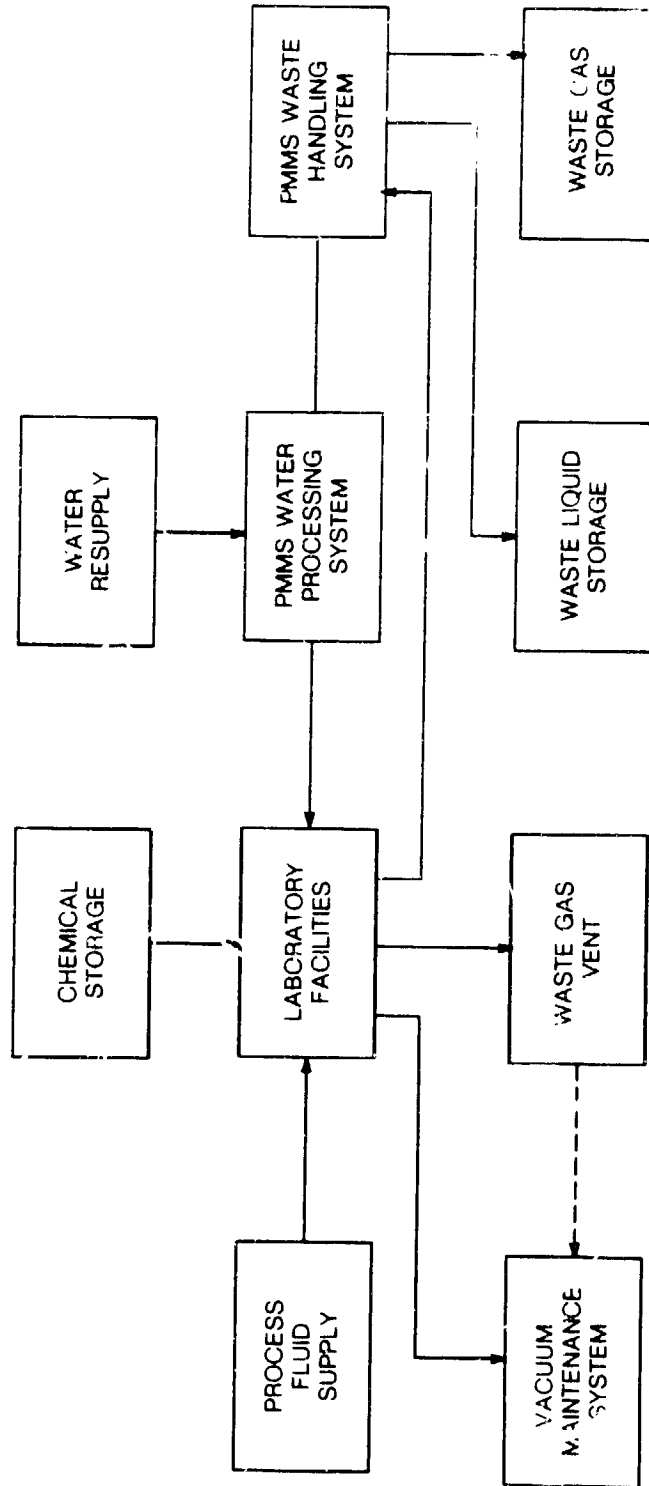 CHEMICAL
STORAGE
WATER
RESUPPLY
PROCESS
FLUID
SUPPLY
LABORATORY
FACILITIES
PMMS WATER
PROCESSING
SYSTEM
PMMS WASTE
HANDLING
SYSTEM
VACUUM
MAINTENANCE
SYSTEM
WASTE GAS
VENT
WASTE LIQUID
STORAGE
WASTE GAS
STORAGE